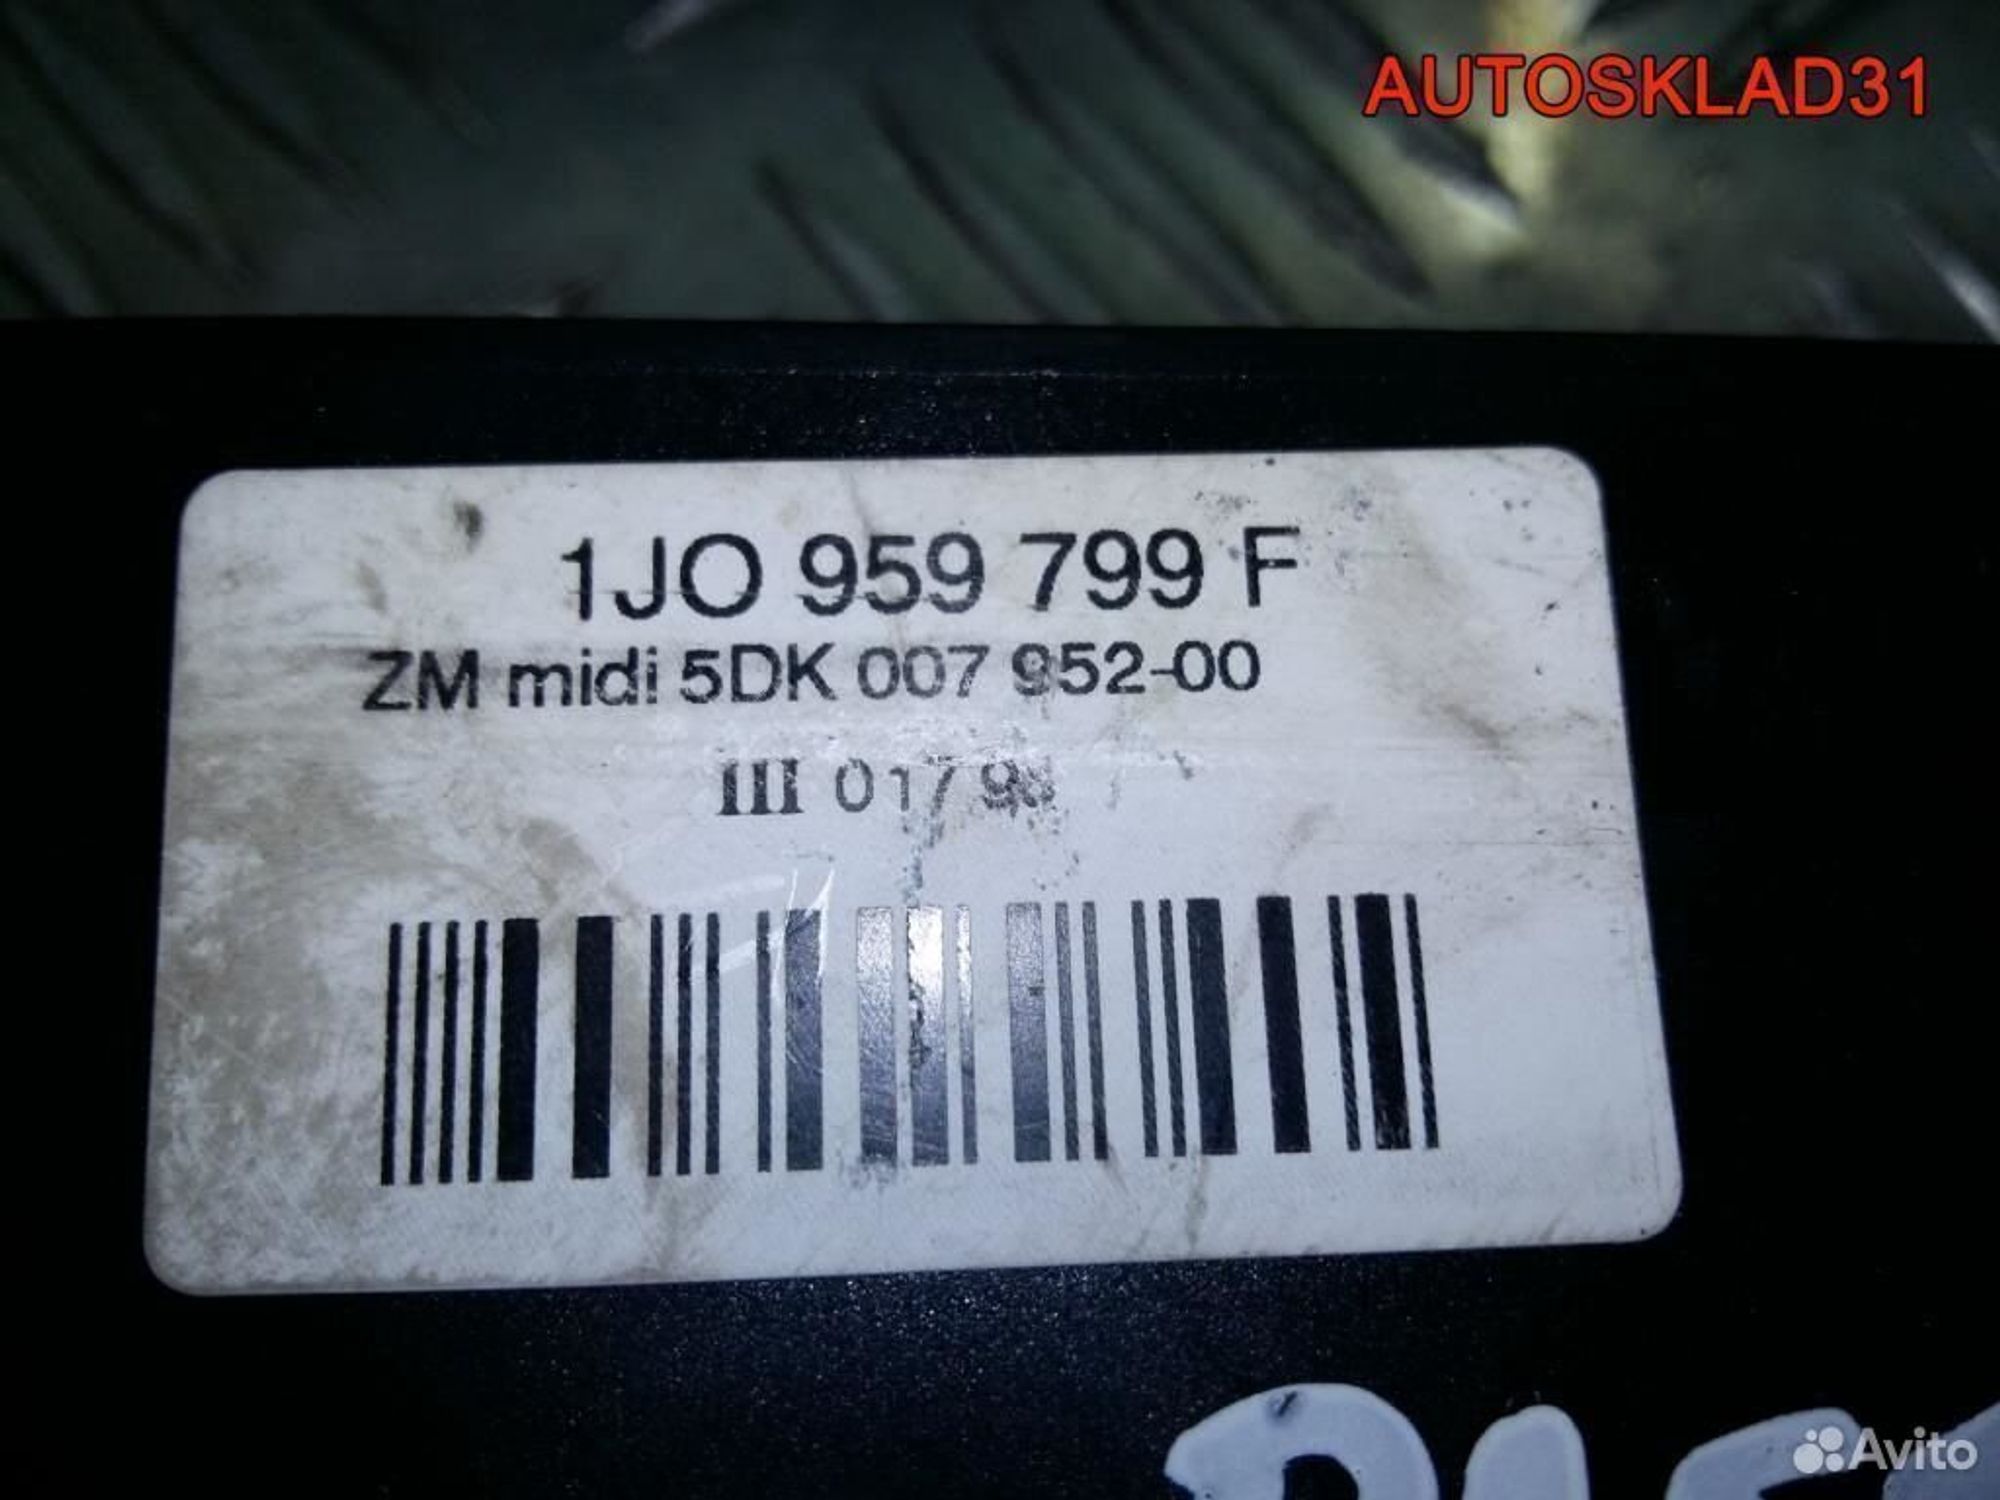 AUTOSKLAD31
1JO 959 799 F
ZM midi 5DK 007 952-00
III 01/98
Avito